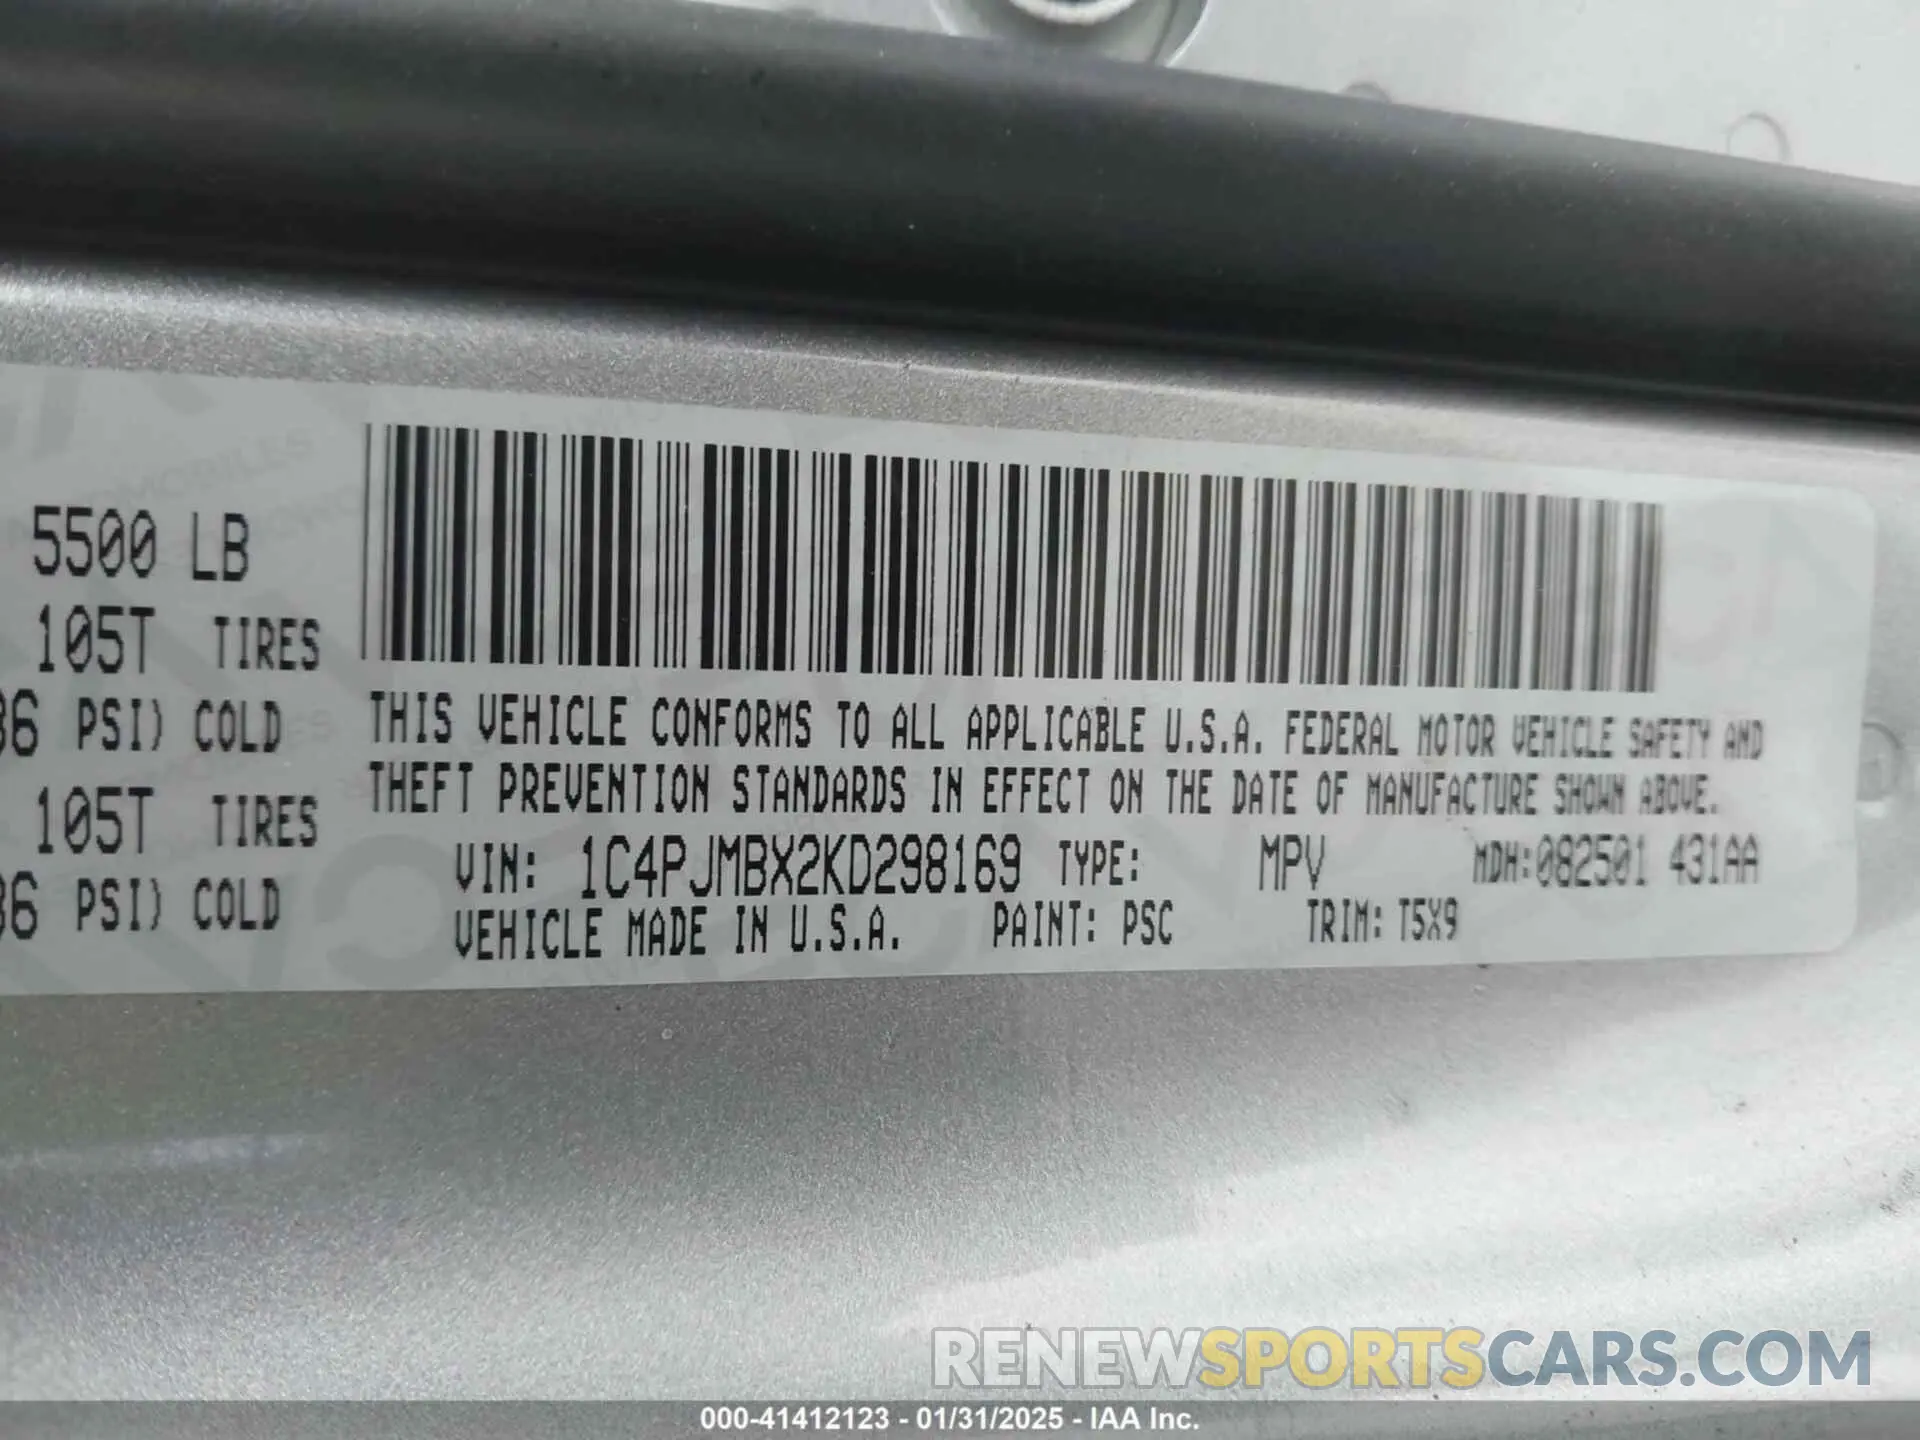 5500 LB
105T TIRES
36 PSI) COLD
105T TIRES
36 PSI) COLD
THIS VEHICLE CONFORMS TO ALL APPLICABLE U.S.A. FEDERAL MOTOR VEHICLE SAFETY AND
THEFT PREVENTION STANDARDS IN EFFECT ON THE DATE OF MANUFACTURE SHOWN ABOVE.
VIN: 1C4PJMBX2KD298169 TYPE: MPV MDH:082501 431AA
VEHICLE MADE IN U.S.A. PAINT: PSC TRIM: T5X9
RENEWSPORTSCARS.COM
000-41412123 - 01/31/2025 - IAA Inc.